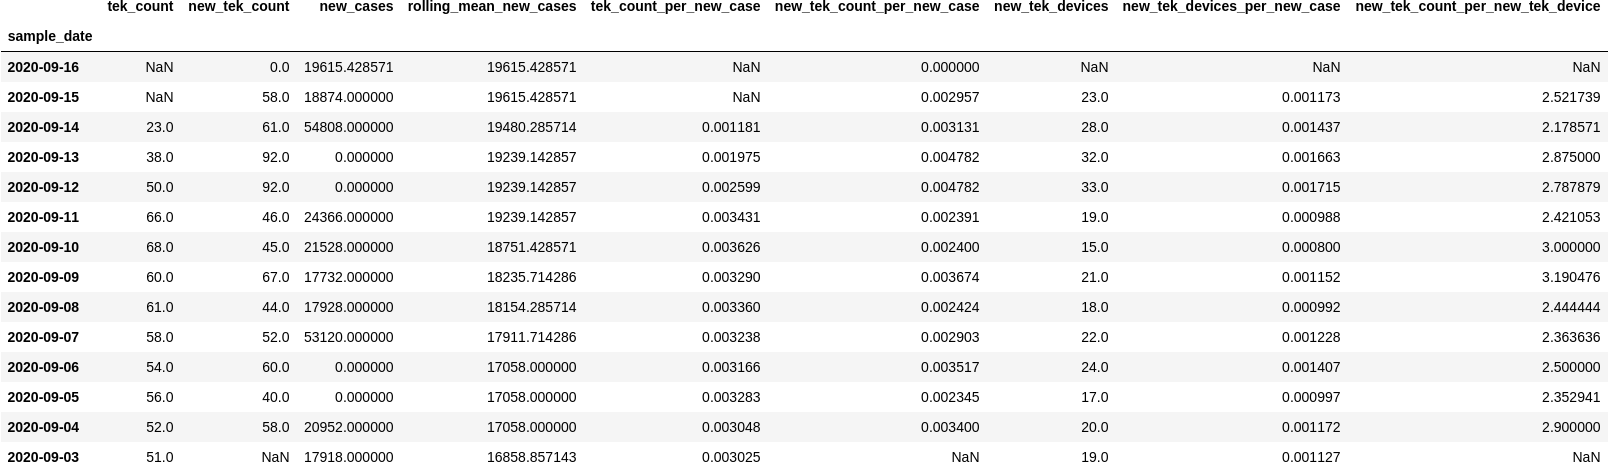 tek_count new_tek_count new_cases rolling_mean_new_cases tek_count_per_new_case new_tek_count_per_new_case new_tek_devices new_tek_devices_per_new_case new_tek_count_per_new_tek_device
sample_date
2020-09-16 NaN 0.0 19615.428571 19615.428571 NaN 0.000000 NaN NaN NaN
2020-09-15 NaN 58.0 18874.000000 19615.428571 NaN 0.002957 23.0 0.001173 2.521739
2020-09-14 23.0 61.0 54808.000000 19480.285714 0.001181 0.003131 28.0 0.001437 2.178571
2020-09-13 38.0 92.0 0.000000 19239.142857 0.001975 0.004782 32.0 0.001663 2.875000
2020-09-12 50.0 92.0 0.000000 19239.142857 0.002599 0.004782 33.0 0.001715 2.787879
2020-09-11 66.0 46.0 24366.000000 19239.142857 0.003431 0.002391 19.0 0.000988 2.421053
2020-09-10 68.0 45.0 21528.000000 18751.428571 0.003626 0.002400 15.0 0.000800 3.000000
2020-09-09 60.0 67.0 17732.000000 18235.714286 0.003290 0.003674 21.0 0.001152 3.190476
2020-09-08 61.0 44.0 17928.000000 18154.285714 0.003360 0.002424 18.0 0.000992 2.444444
2020-09-07 58.0 52.0 53120.000000 17911.714286 0.003238 0.002903 22.0 0.001228 2.363636
2020-09-06 54.0 60.0 0.000000 17058.000000 0.003166 0.003517 24.0 0.001407 2.500000
2020-09-05 56.0 40.0 0.000000 17058.000000 0.003283 0.002345 17.0 0.000997 2.352941
2020-09-04 52.0 58.0 20952.000000 17058.000000 0.003048 0.003400 20.0 0.001172 2.900000
2020-09-03 51.0 NaN 17918.000000 16858.857143 0.003025 NaN 19.0 0.001127 NaN